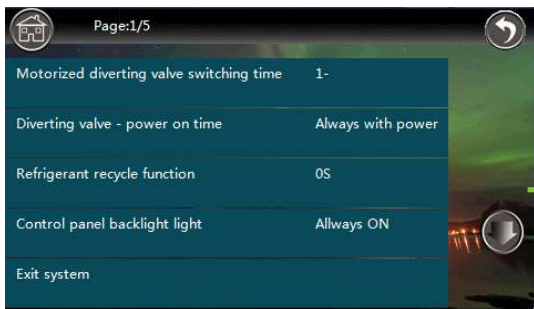 Page:1/5
Motorized diverting valve switching time 1-
Diverting valve - power on time Always with power
Refrigerant recycle function 0S
Control panel backlight light Allways ON
Exit system